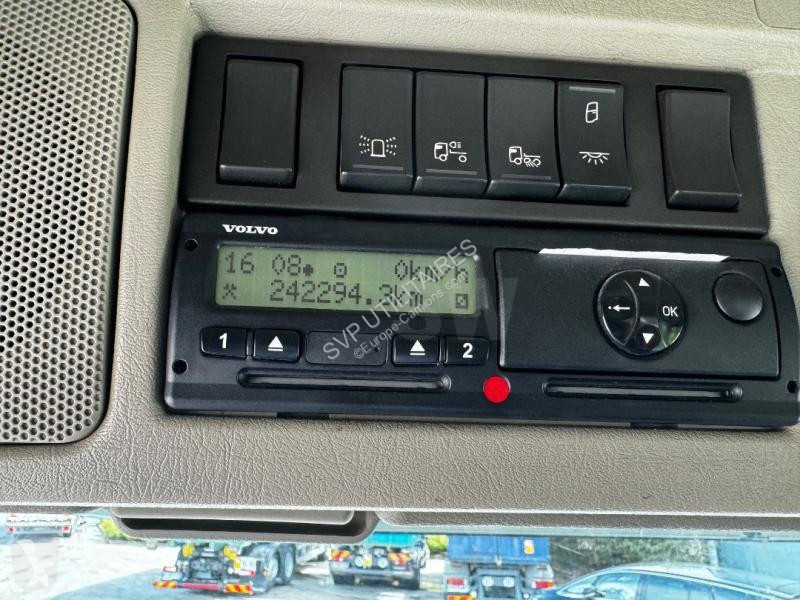 VOLVO
16 08 0km/h
242294.3km
1
2
OK
SVP UTILITAIRES
©Europe-Camions.com